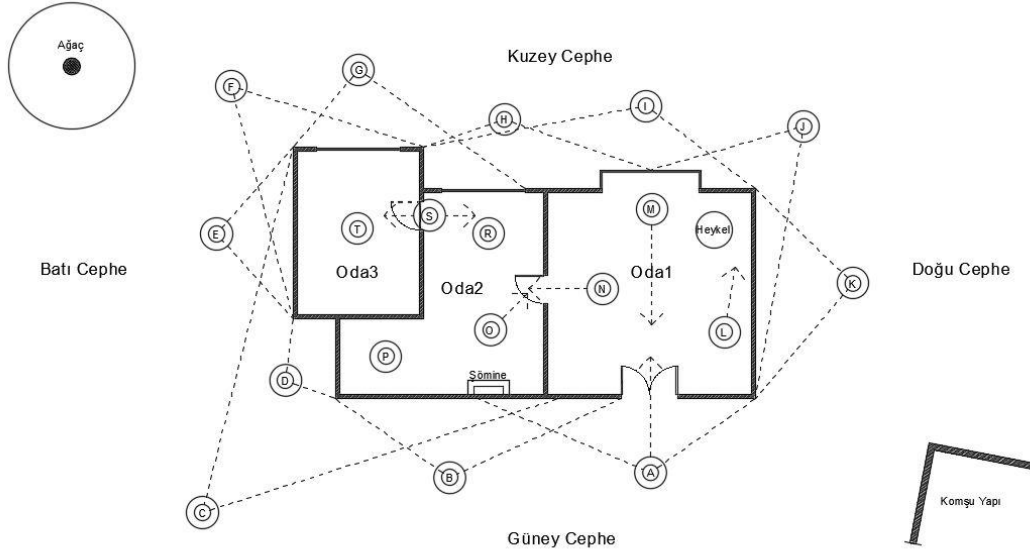 Ağaç
Kuzey Cephe
G
F
I
H
J
M
S
T
R
Heykel
E
Batı Cephe
Oda3
Oda2
Oda1
Doğu Cephe
N
K
O
L
P
Şömine
D
B
A
C
Komşu Yapı
Güney Cephe